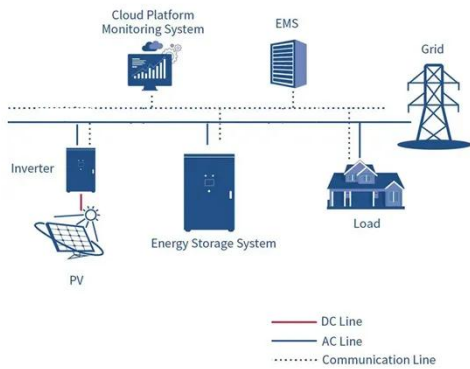 Cloud Platform
Monitoring System
EMS
Grid
Inverter
Energy Storage System
Load
PV
DC Line
AC Line
Communication Line